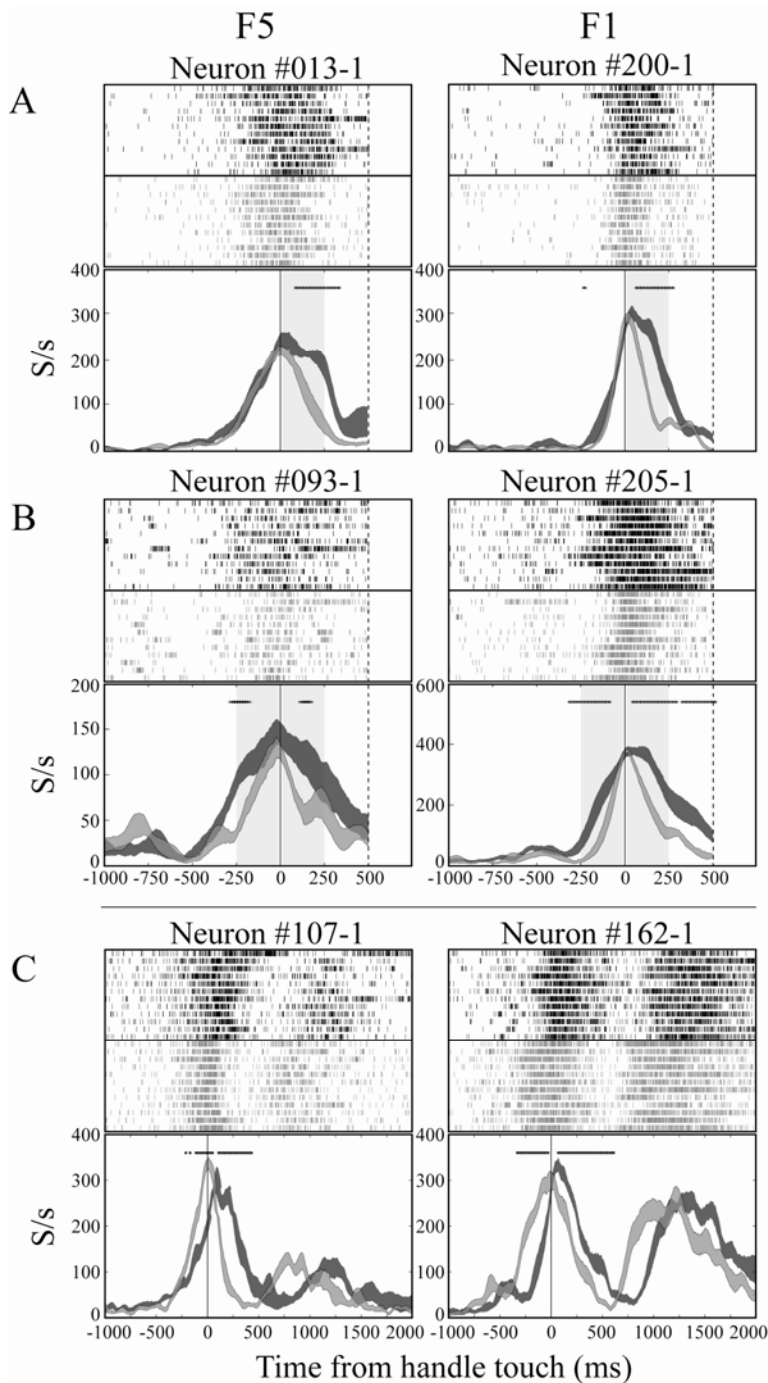 F5 F1
Neuron #013-1 Neuron #200-1
A
400 400
300 300
S/s
200 200
100 100
0 0
Neuron #093-1 Neuron #205-1
B
200 600
150
400
S/s
100
200
50
0 0
-1000 -750 -500 -250 0 250 500 -1000 -750 -500 -250 0 250 500
Neuron #107-1 Neuron #162-1
C
400 400
300 300
S/s
200 200
100 100
0 0
-1000 -500 0 500 1000 1500 2000 -1000 -500 0 500 1000 1500 2000
Time from handle touch (ms)